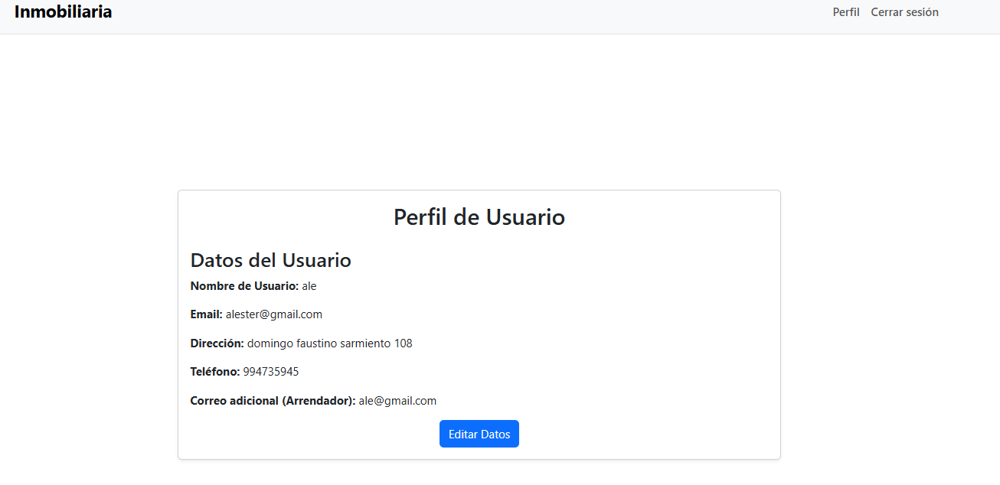 Inmobiliaria
Perfil Cerrar sesión
Perfil de Usuario
Datos del Usuario
Nombre de Usuario: ale
Email: alester@gmail.com
Dirección: domingo faustino sarmiento 108
Teléfono: 994735945
Correo adicional (Arrendador): ale@gmail.com
Editar Datos